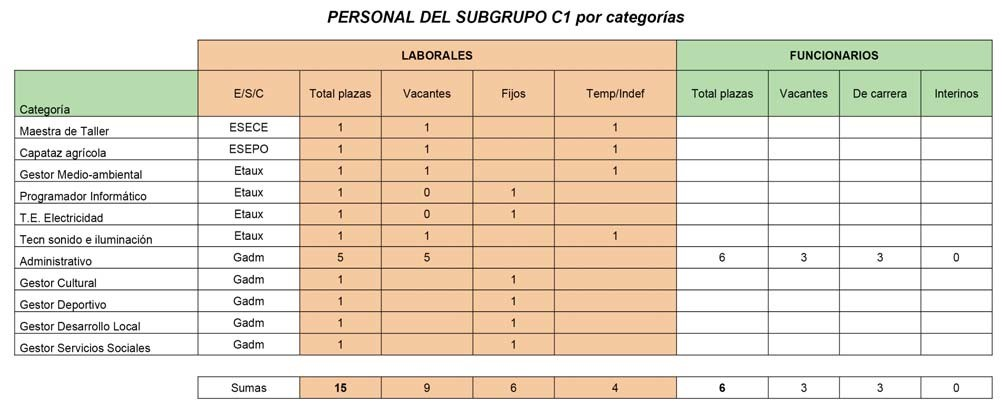 PERSONAL DEL SUBGRUPO C1 por categorías
LABORALES FUNCIONARIOS
Categoría E/S/C Total plazas Vacantes Fijos Temp/Indef Total plazas Vacantes De carrera Interinos
Maestra de Taller ESECE 1 1 1
Capataz agrícola ESEPO 1 1 1
Gestor Medio-ambiental Etaux 1 1 1
Programador Informático Etaux 1 0 1
T.E. Electricidad Etaux 1 0 1
Tecn sonido e iluminación Etaux 1 1 1
Administrativo Gadm 5 5 6 3 3 0
Gestor Cultural Gadm 1 1
Gestor Deportivo Gadm 1 1
Gestor Desarrollo Local Gadm 1 1
Gestor Servicios Sociales Gadm 1 1
Sumas 15 9 6 4 6 3 3 0